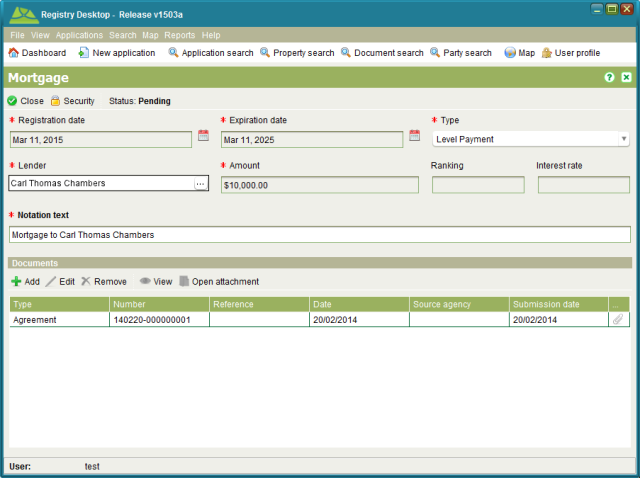 Registry Desktop - Release v1503a
File View Applications Search Map Reports Help
Dashboard New application Application search Property search Document search Party search Map User profile
Mortgage
Close Security Status: Pending
* Registration date * Expiration date * Type
Mar 11, 2015 Mar 11, 2025 Level Payment
* Lender * Amount Ranking Interest rate
Carl Thomas Chambers ... $10,000.00
* Notation text
Mortgage to Carl Thomas Chambers
Documents
Add Edit Remove View Open attachment
Type Number Reference Date Source agency Submission date ...
Agreement 140220-000000001 20/02/2014 20/02/2014
User: test